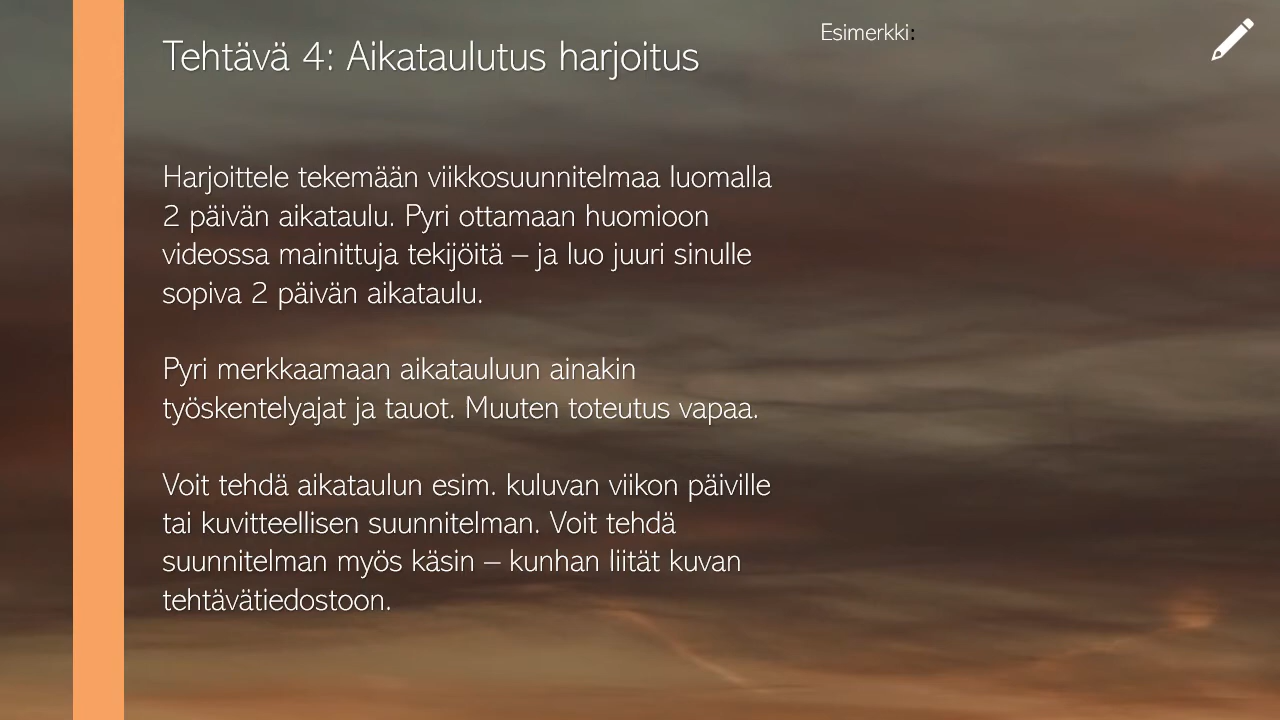 Tehtävä 4: Aikataulutus harjoitus
Harjoittele tekemään viikkosuunnitelmaa luomalla
2 päivän aikataulu. Pyri ottamaan huomioon
videossa mainittuja tekijöitä – ja luo juuri sinulle
sopiva 2 päivän aikataulu.
Pyri merkkaamaan aikatauluun ainakin
työskentelyajat ja tauot. Muuten toteutus vapaa.
Voit tehdä aikataulun esim. kuluvan viikon päiville
tai kuvitteellisen suunnitelman. Voit tehdä
suunnitelman myös käsin – kunhan liität kuvan
tehtävätiedostoon.
Esimerkki: